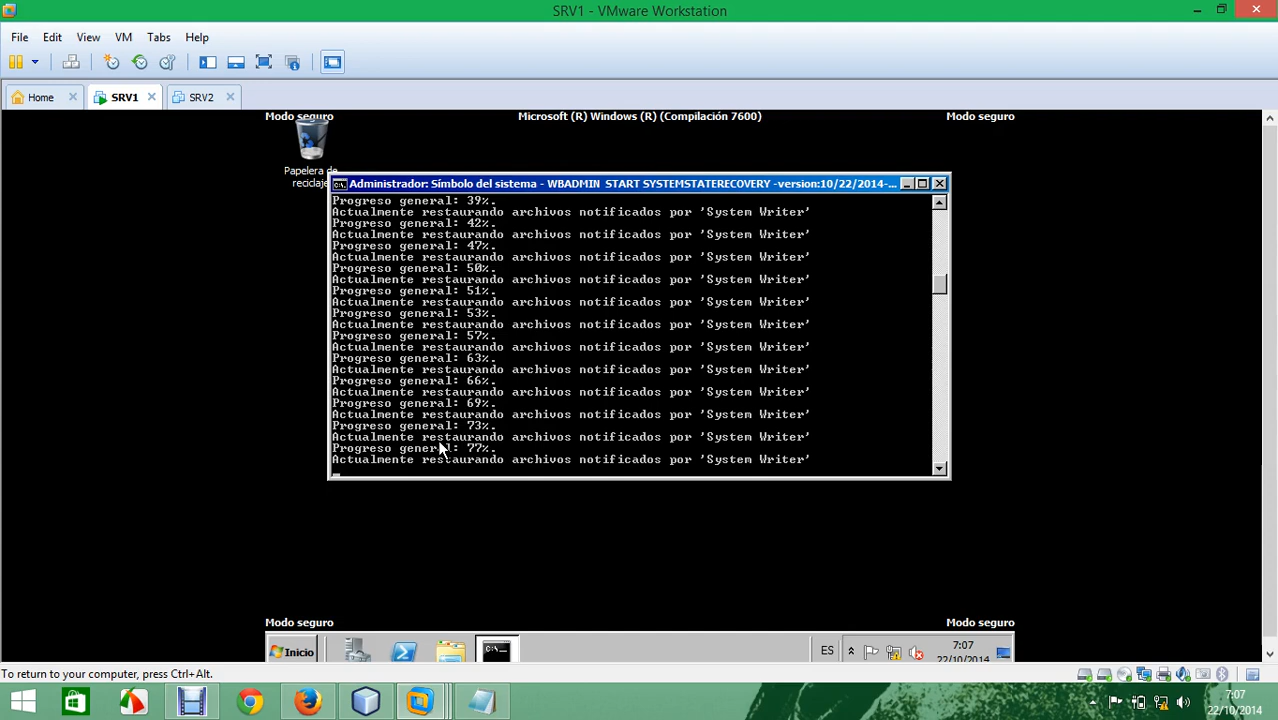 SRV1 - VMware Workstation
File Edit View VM Tabs Help
Home SRV1 SRV2
Modo seguro Microsoft (R) Windows (R) (Compilación 7600) Modo seguro
Papelera de
reciclaje
Administrador: Símbolo del sistema - WBADMIN START SYSTEMSTATERECOVERY -version:10/22/2014-...
Progreso general: 39%.
Actualmente restaurando archivos notificados por 'System Writer'
Progreso general: 42%.
Actualmente restaurando archivos notificados por 'System Writer'
Progreso general: 47%.
Actualmente restaurando archivos notificados por 'System Writer'
Progreso general: 50%.
Actualmente restaurando archivos notificados por 'System Writer'
Progreso general: 51%.
Actualmente restaurando archivos notificados por 'System Writer'
Progreso general: 53%.
Actualmente restaurando archivos notificados por 'System Writer'
Progreso general: 57%.
Actualmente restaurando archivos notificados por 'System Writer'
Progreso general: 63%.
Actualmente restaurando archivos notificados por 'System Writer'
Progreso general: 66%.
Actualmente restaurando archivos notificados por 'System Writer'
Progreso general: 69%.
Actualmente restaurando archivos notificados por 'System Writer'
Progreso general: 73%.
Actualmente restaurando archivos notificados por 'System Writer'
Progreso general: 77%.
Actualmente restaurando archivos notificados por 'System Writer'
Modo seguro Modo seguro
Inicio C:\ ES 7:07
22/10/2014
To return to your computer, press Ctrl+Alt.
7:07
22/10/2014